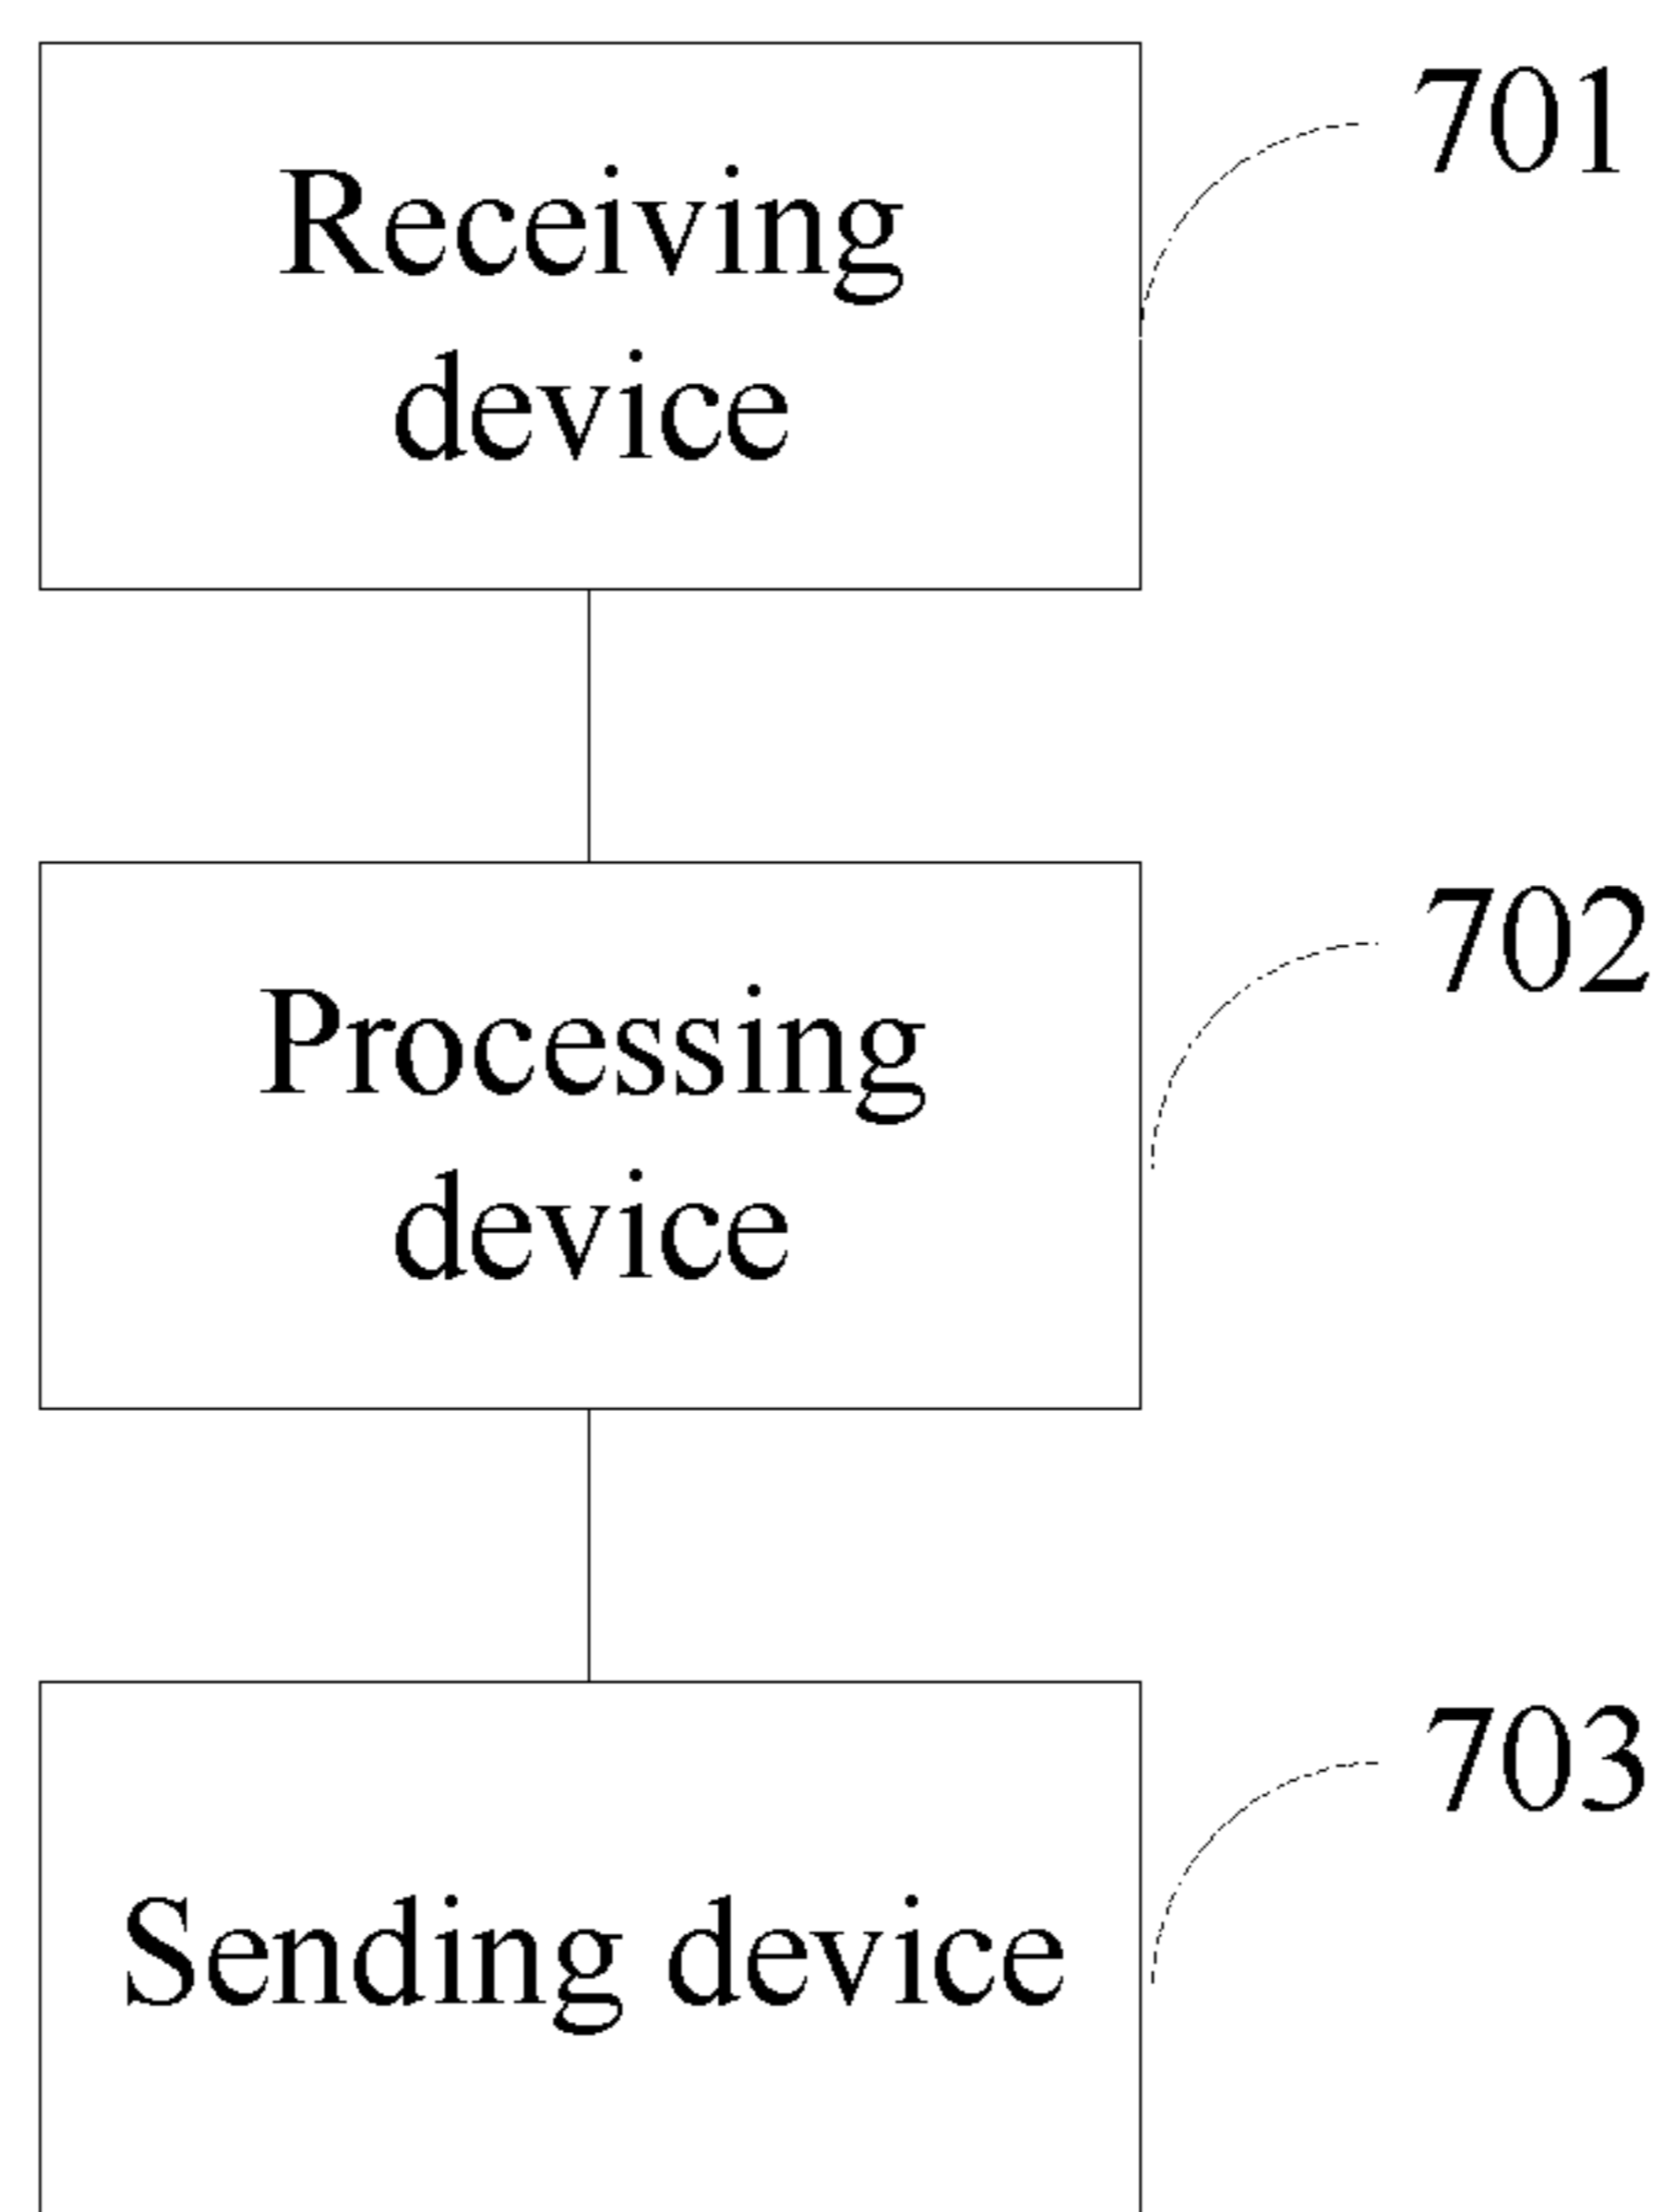 Receiving
device
701
Processing
device
702
Sending device
703